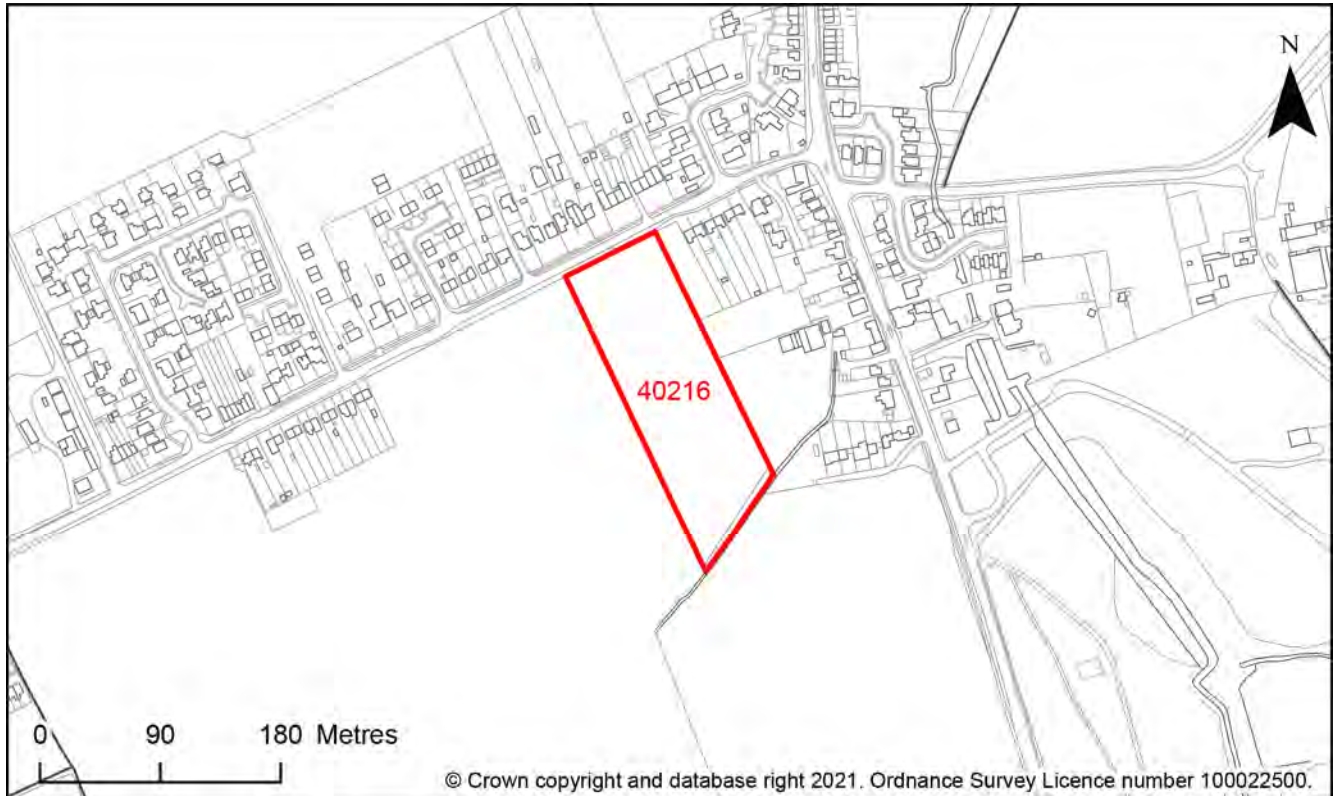 N
40216
0 90 180 Metres
© Crown copyright and database right 2021. Ordnance Survey Licence number 100022500.